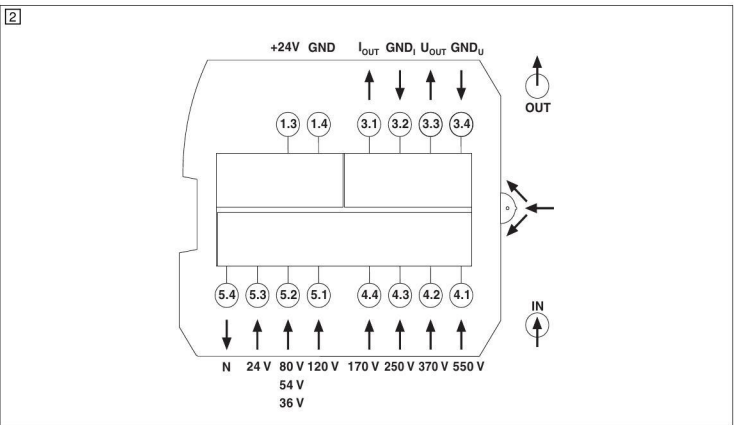 2
+24V GND I_OUT GND_I U_OUT GND_U
OUT
1.3 1.4 3.1 3.2 3.3 3.4
5.4 5.3 5.2 5.1 4.4 4.3 4.2 4.1
IN
N 24 V 80 V 120 V 170 V 250 V 370 V 550 V
54 V
36 V